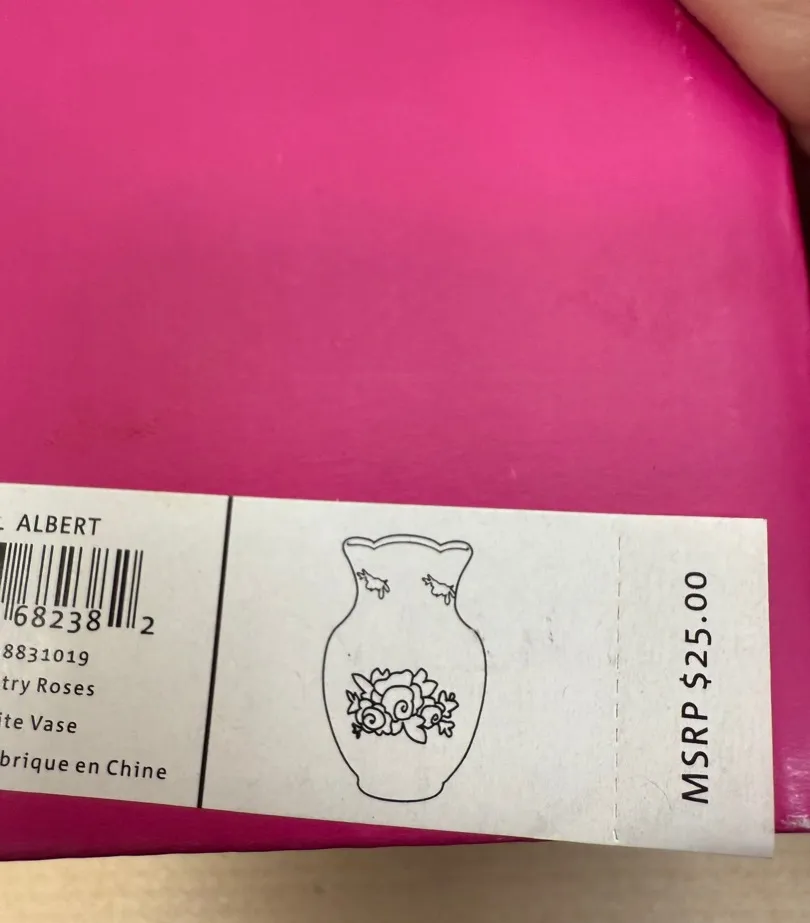 ALBERT
68238 2
8831019
try Roses
ite Vase
brique en Chine
MSRP $25.00